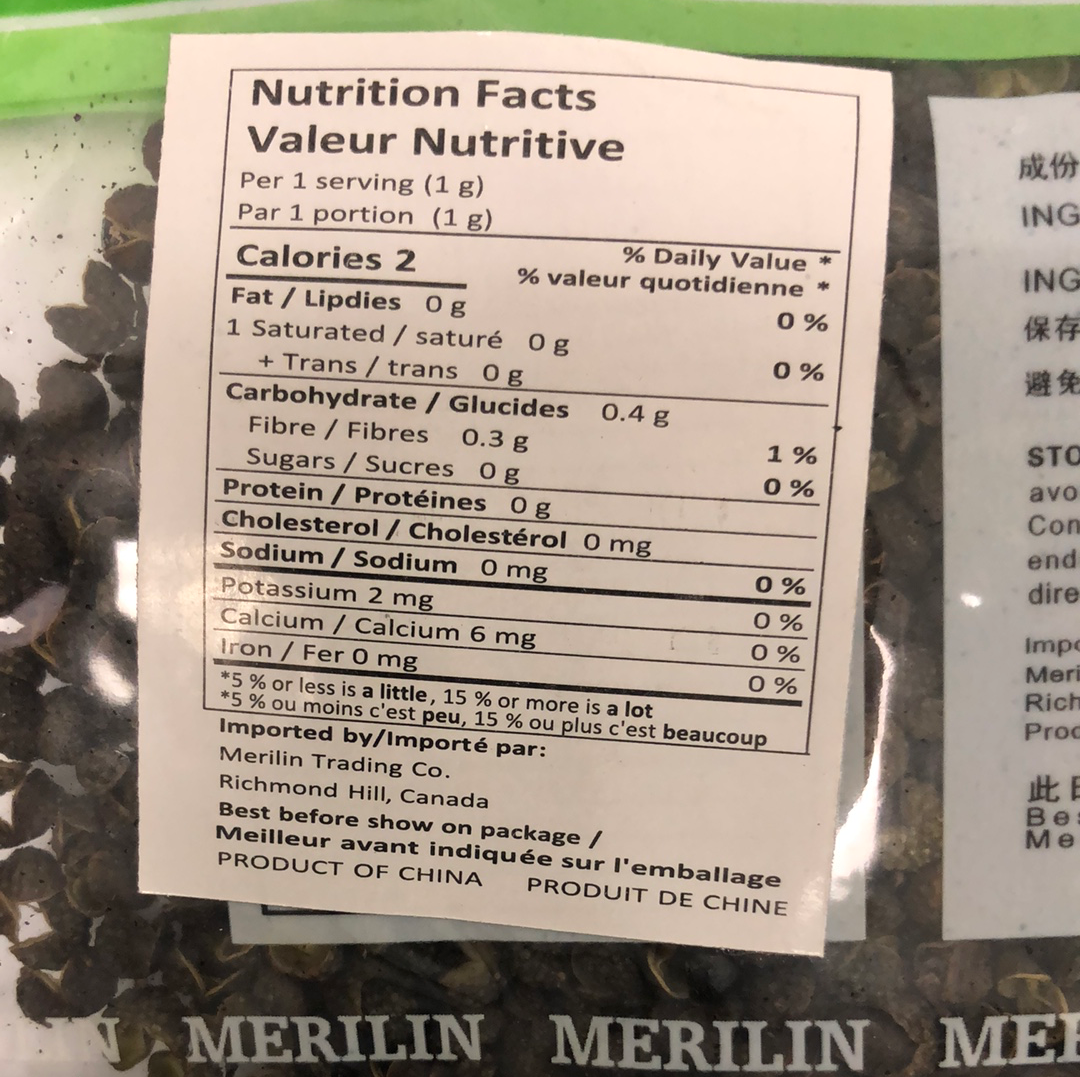 Nutrition Facts
Valeur Nutritive
Per 1 serving (1 g)
Par 1 portion (1 g)
Calories 2
% Daily Value *
% valeur quotidienne *
Fat / Lipdies 0 g 0 %
1 Saturated / saturé 0 g
+ Trans / trans 0 g 0 %
Carbohydrate / Glucides 0.4 g
Fibre / Fibres 0.3 g 1 %
Sugars / Sucres 0 g 0 %
Protein / Protéines 0 g
Cholesterol / Cholestérol 0 mg
Sodium / Sodium 0 mg 0 %
Potassium 2 mg 0 %
Calcium / Calcium 6 mg 0 %
Iron / Fer 0 mg 0 %
*5 % or less is a little, 15 % or more is a lot
*5 % ou moins c'est peu, 15 % ou plus c'est beaucoup
Imported by/Importé par:
Merilin Trading Co.
Richmond Hill, Canada
Best before show on package /
Meilleur avant indiquée sur l'emballage
PRODUCT OF CHINA PRODUIT DE CHINE
成份
ING
ING
保存
避免
STO
avo
Con
end
dire
Impo
Meri
Rich
Proc
此日
Bes
Me
MERILIN MERILIN MER